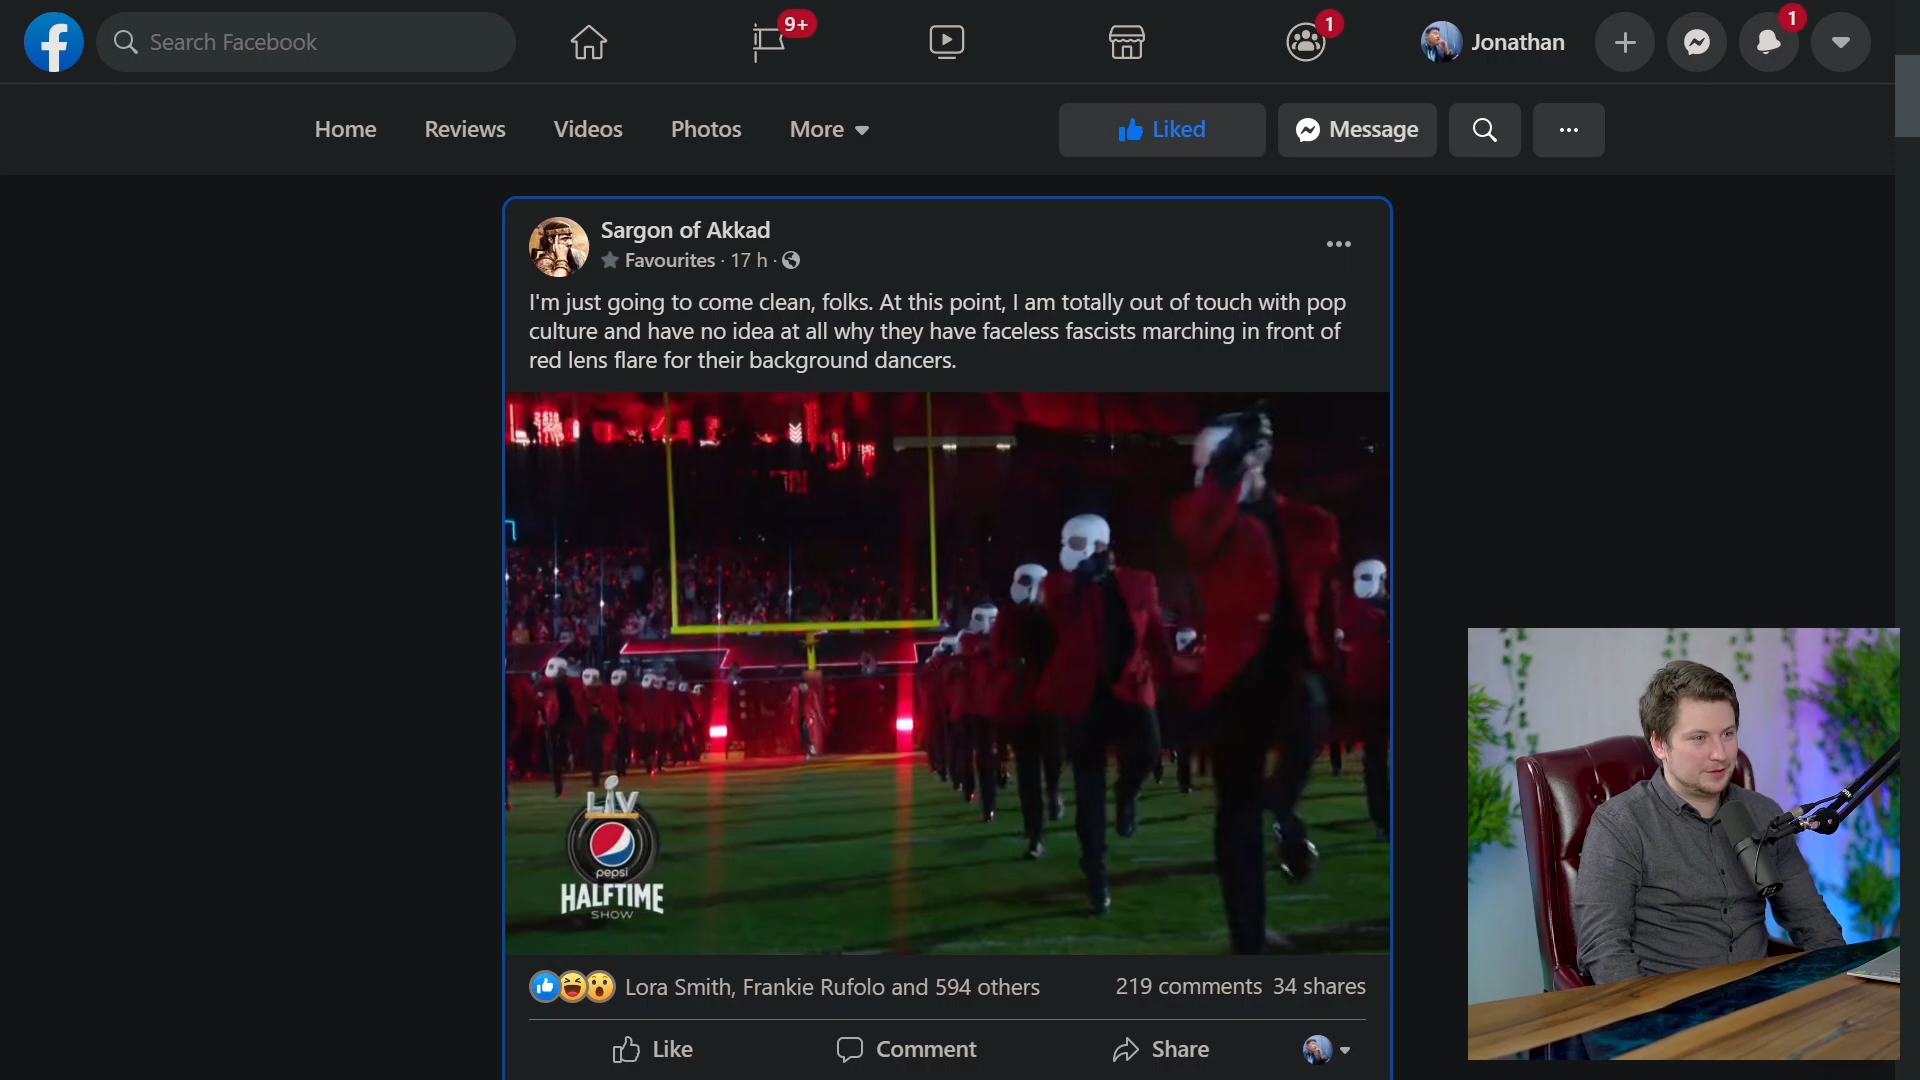 Search Facebook
9+
1
Jonathan
1
Home
Reviews
Videos
Photos
More
Liked
Message
Sargon of Akkad
Favourites · 17 h ·
I'm just going to come clean, folks. At this point, I am totally out of touch with pop
culture and have no idea at all why they have faceless fascists marching in front of
red lens flare for their background dancers.
LIV
pepsi
HALFTIME
SHOW
Lora Smith, Frankie Rufolo and 594 others
219 comments 34 shares
Like
Comment
Share